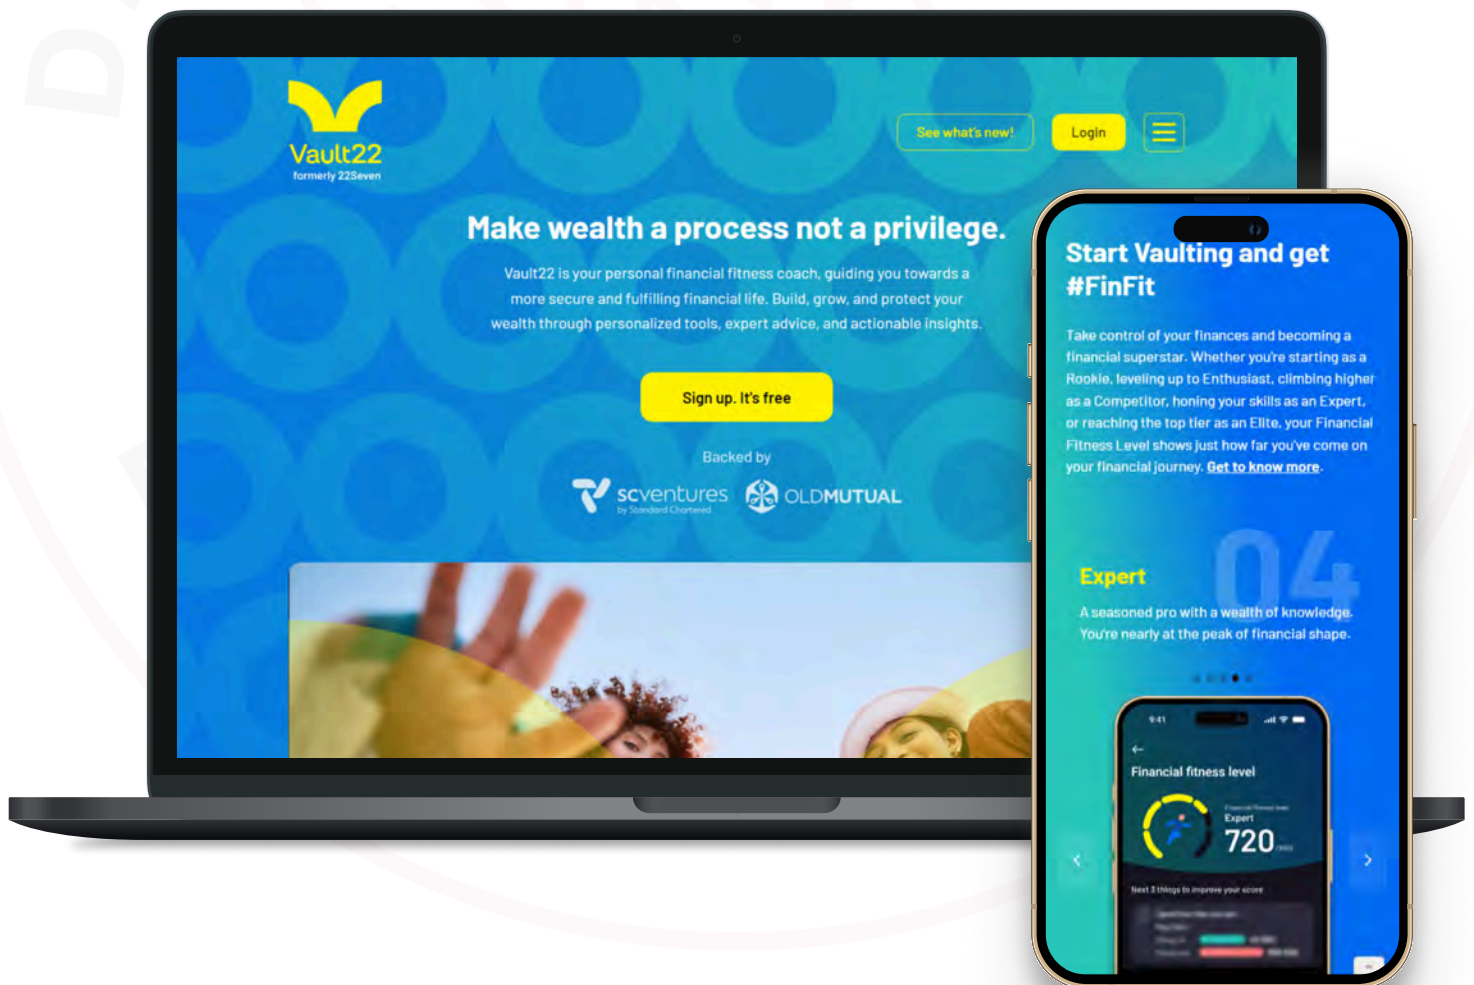 Vault22
formerly 22Seven
See what's new!
Login
Make wealth a process not a privilege.
Vault22 is your personal financial fitness coach, guiding you towards a
more secure and fulfilling financial life. Build, grow, and protect your
wealth through personalized tools, expert advice, and actionable insights.
Sign up. It's free
Backed by
scventures
by Standard Chartered
OLDMUTUAL
Start Vaulting and get
#FinFit
Take control of your finances and becoming a
financial superstar. Whether you're starting as a
Rookie, leveling up to Enthusiast, climbing higher
as a Competitor, honing your skills as an Expert,
or reaching the top tier as an Elite, your Financial
Fitness Level shows just how far you've come on
your financial journey. Get to know more.
04
Expert
A seasoned pro with a wealth of knowledge.
You're nearly at the peak of financial shape.
9:41
Financial fitness level
Expert
720
Next 3 things to improve your score